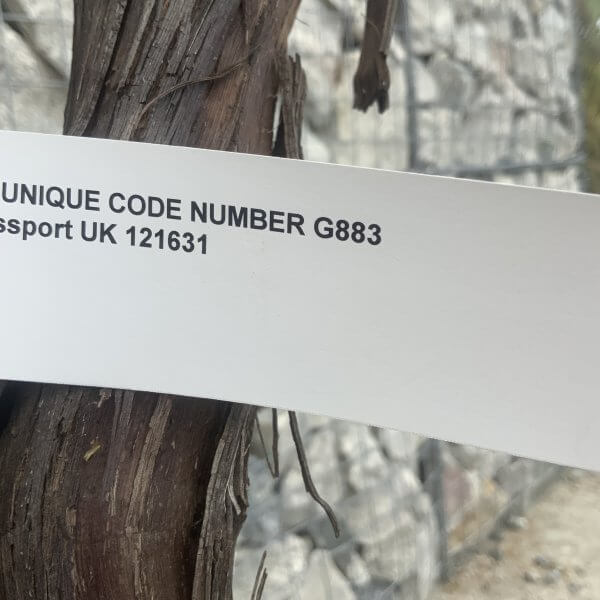 UNIQUE CODE NUMBER G883
ssport UK 121631